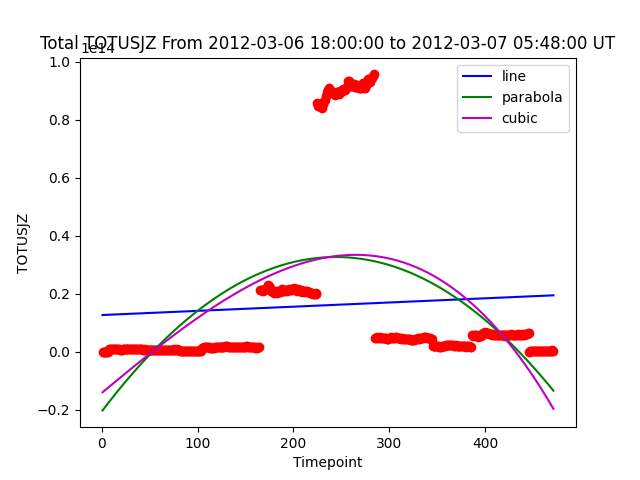 Total TOTUSJZ From 2012-03-06 18:00:00 to 2012-03-07 05:48:00 UT
1e14
1.0
0.8
0.6
0.4
0.2
0.0
−0.2
TOTUSJZ
line
parabola
cubic
0 100 200 300 400
Timepoint